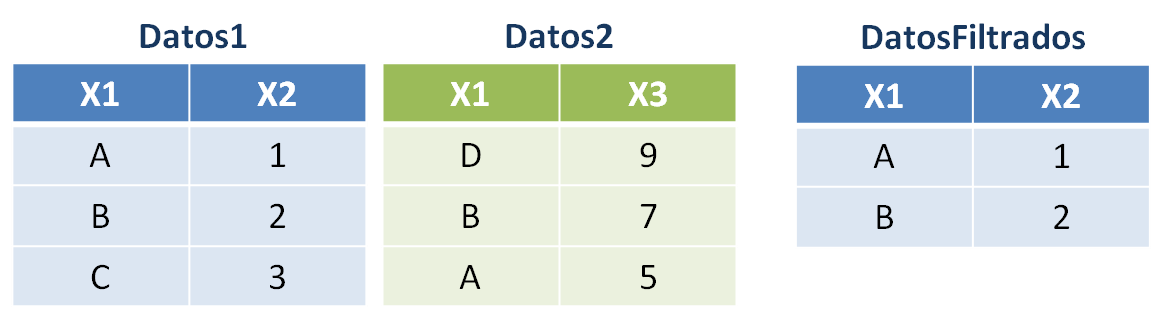 Datos1
X1 X2
A 1
B 2
C 3
Datos2
X1 X3
D 9
B 7
A 5
DatosFiltrados
X1 X2
A 1
B 2